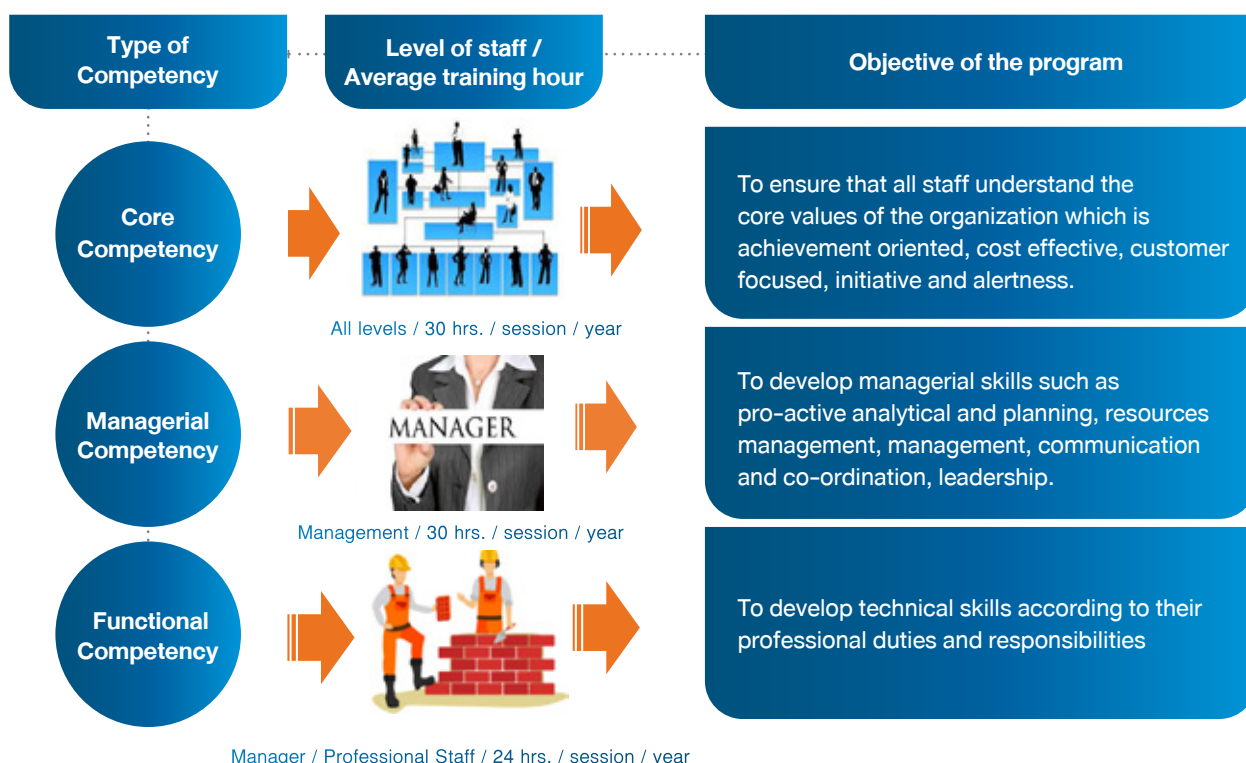 Type of
Competency
Level of staff /
Average training hour
Objective of the program
Core
Competency
All levels / 30 hrs. / session / year
To ensure that all staff understand the
core values of the organization which is
achievement oriented, cost effective, customer
focused, initiative and alertness.
Managerial
Competency
MANAGER
Management / 30 hrs. / session / year
To develop managerial skills such as
pro-active analytical and planning, resources
management, management, communication
and co-ordination, leadership.
Functional
Competency
Manager / Professional Staff / 24 hrs. / session / year
To develop technical skills according to their
professional duties and responsibilities